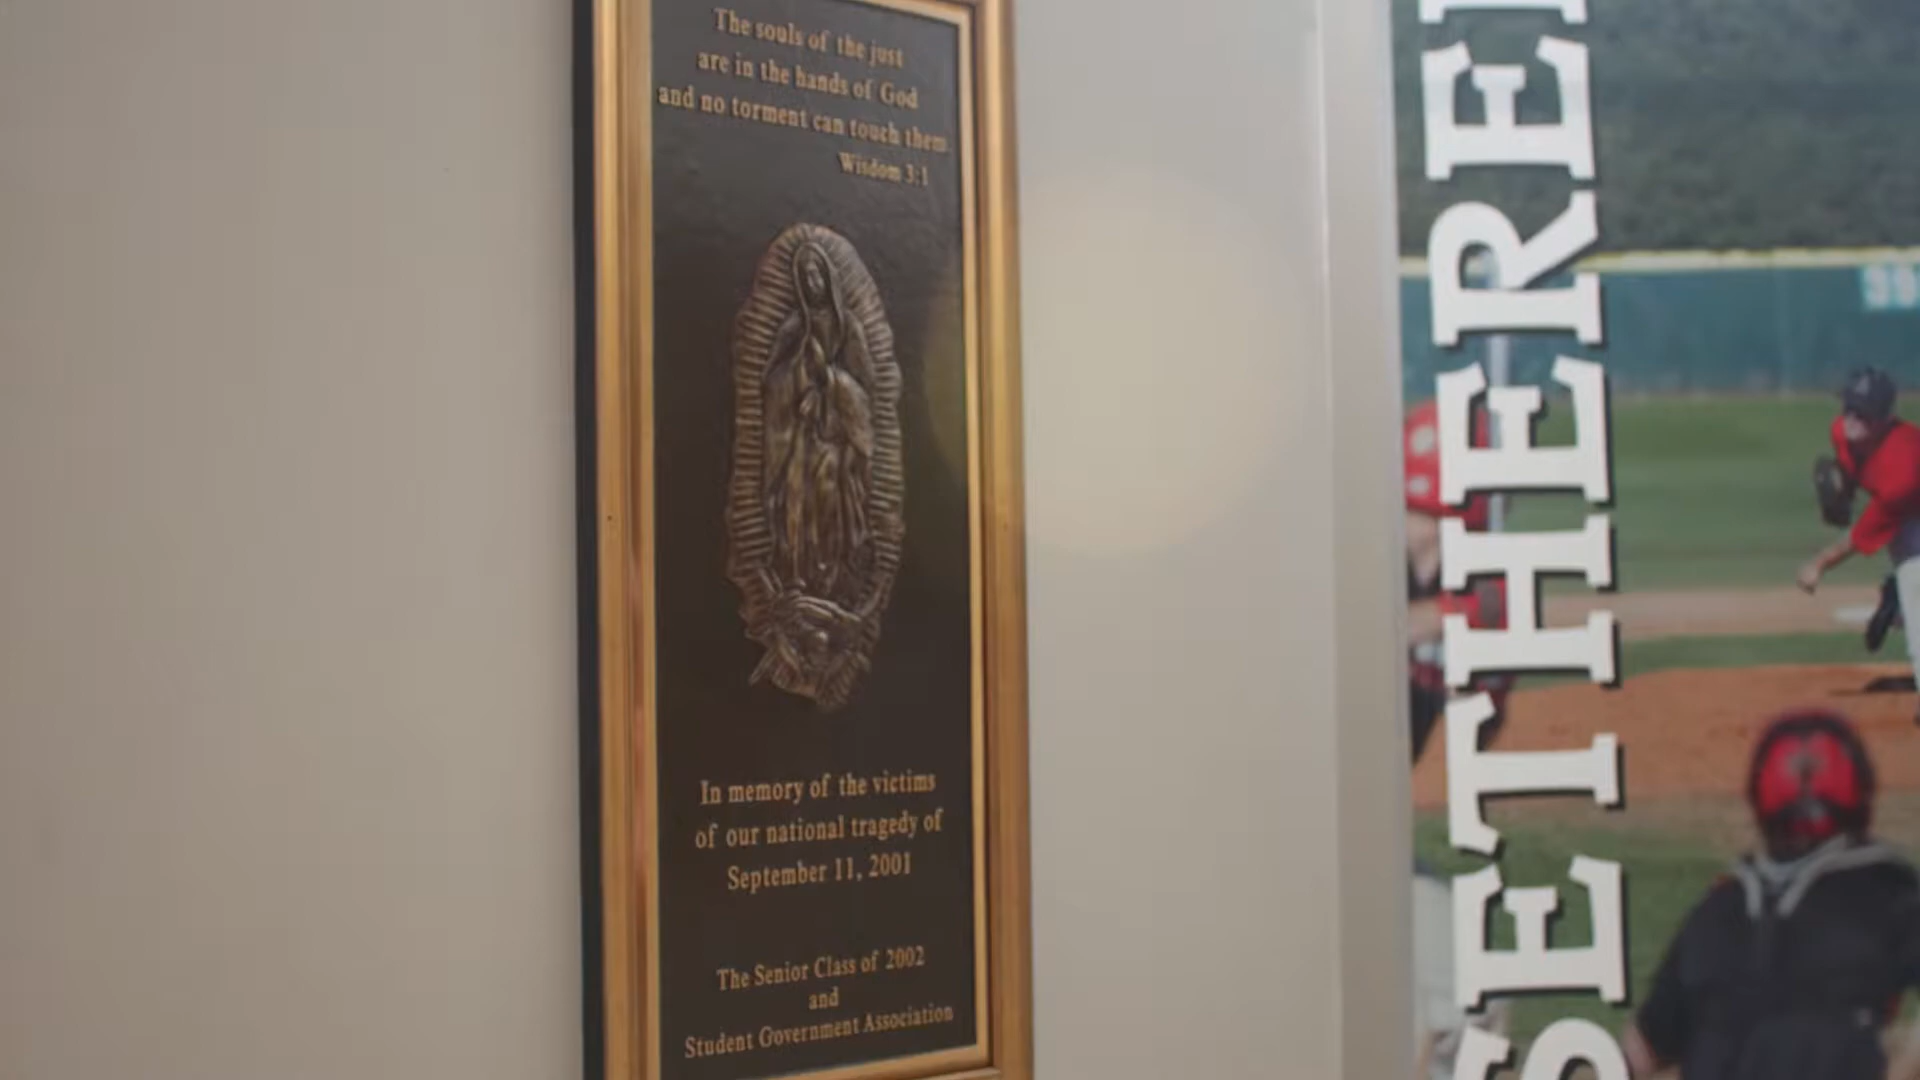 The souls of the just
are in the hands of God
and no torment can touch them
Wisdom 3:1
In memory of the victims
of our national tragedy of
September 11, 2001
The Senior Class of 2002
and
Student Government Association